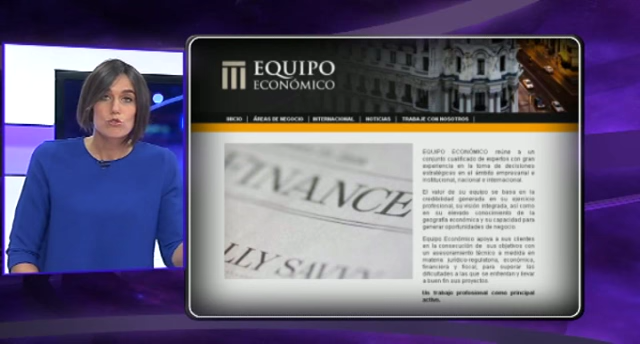 EQUIPO
ECONÓMICO
INICIO | ÁREAS DE NEGOCIO | INTERNACIONAL | NOTICIAS | TRABAJE CON NOSOTROS |
EQUIPO ECONÓMICO reúne a un
conjunto cualificado de expertos con gran
experiencia en la toma de decisiones
estratégicas en el ámbito empresarial e
institucional, nacional e internacional.
El valor de su equipo se basa en la
credibilidad generada en su ejercicio
profesional, su visión integrada, así como
en su elevado conocimiento de la
geografía económica y su capacidad para
generar oportunidades de negocio.
Equipo Económico apoya a sus clientes
en la consecución de sus objetivos con
un asesoramiento técnico a medida en
materia jurídico-regulatoria, económica,
financiera y fiscal, para superar las
dificultades a las que se enfrentan y llevar
a buen fin sus proyectos.
Un trabajo profesional como principal
activo.
FINANCE
LLY SAVVY